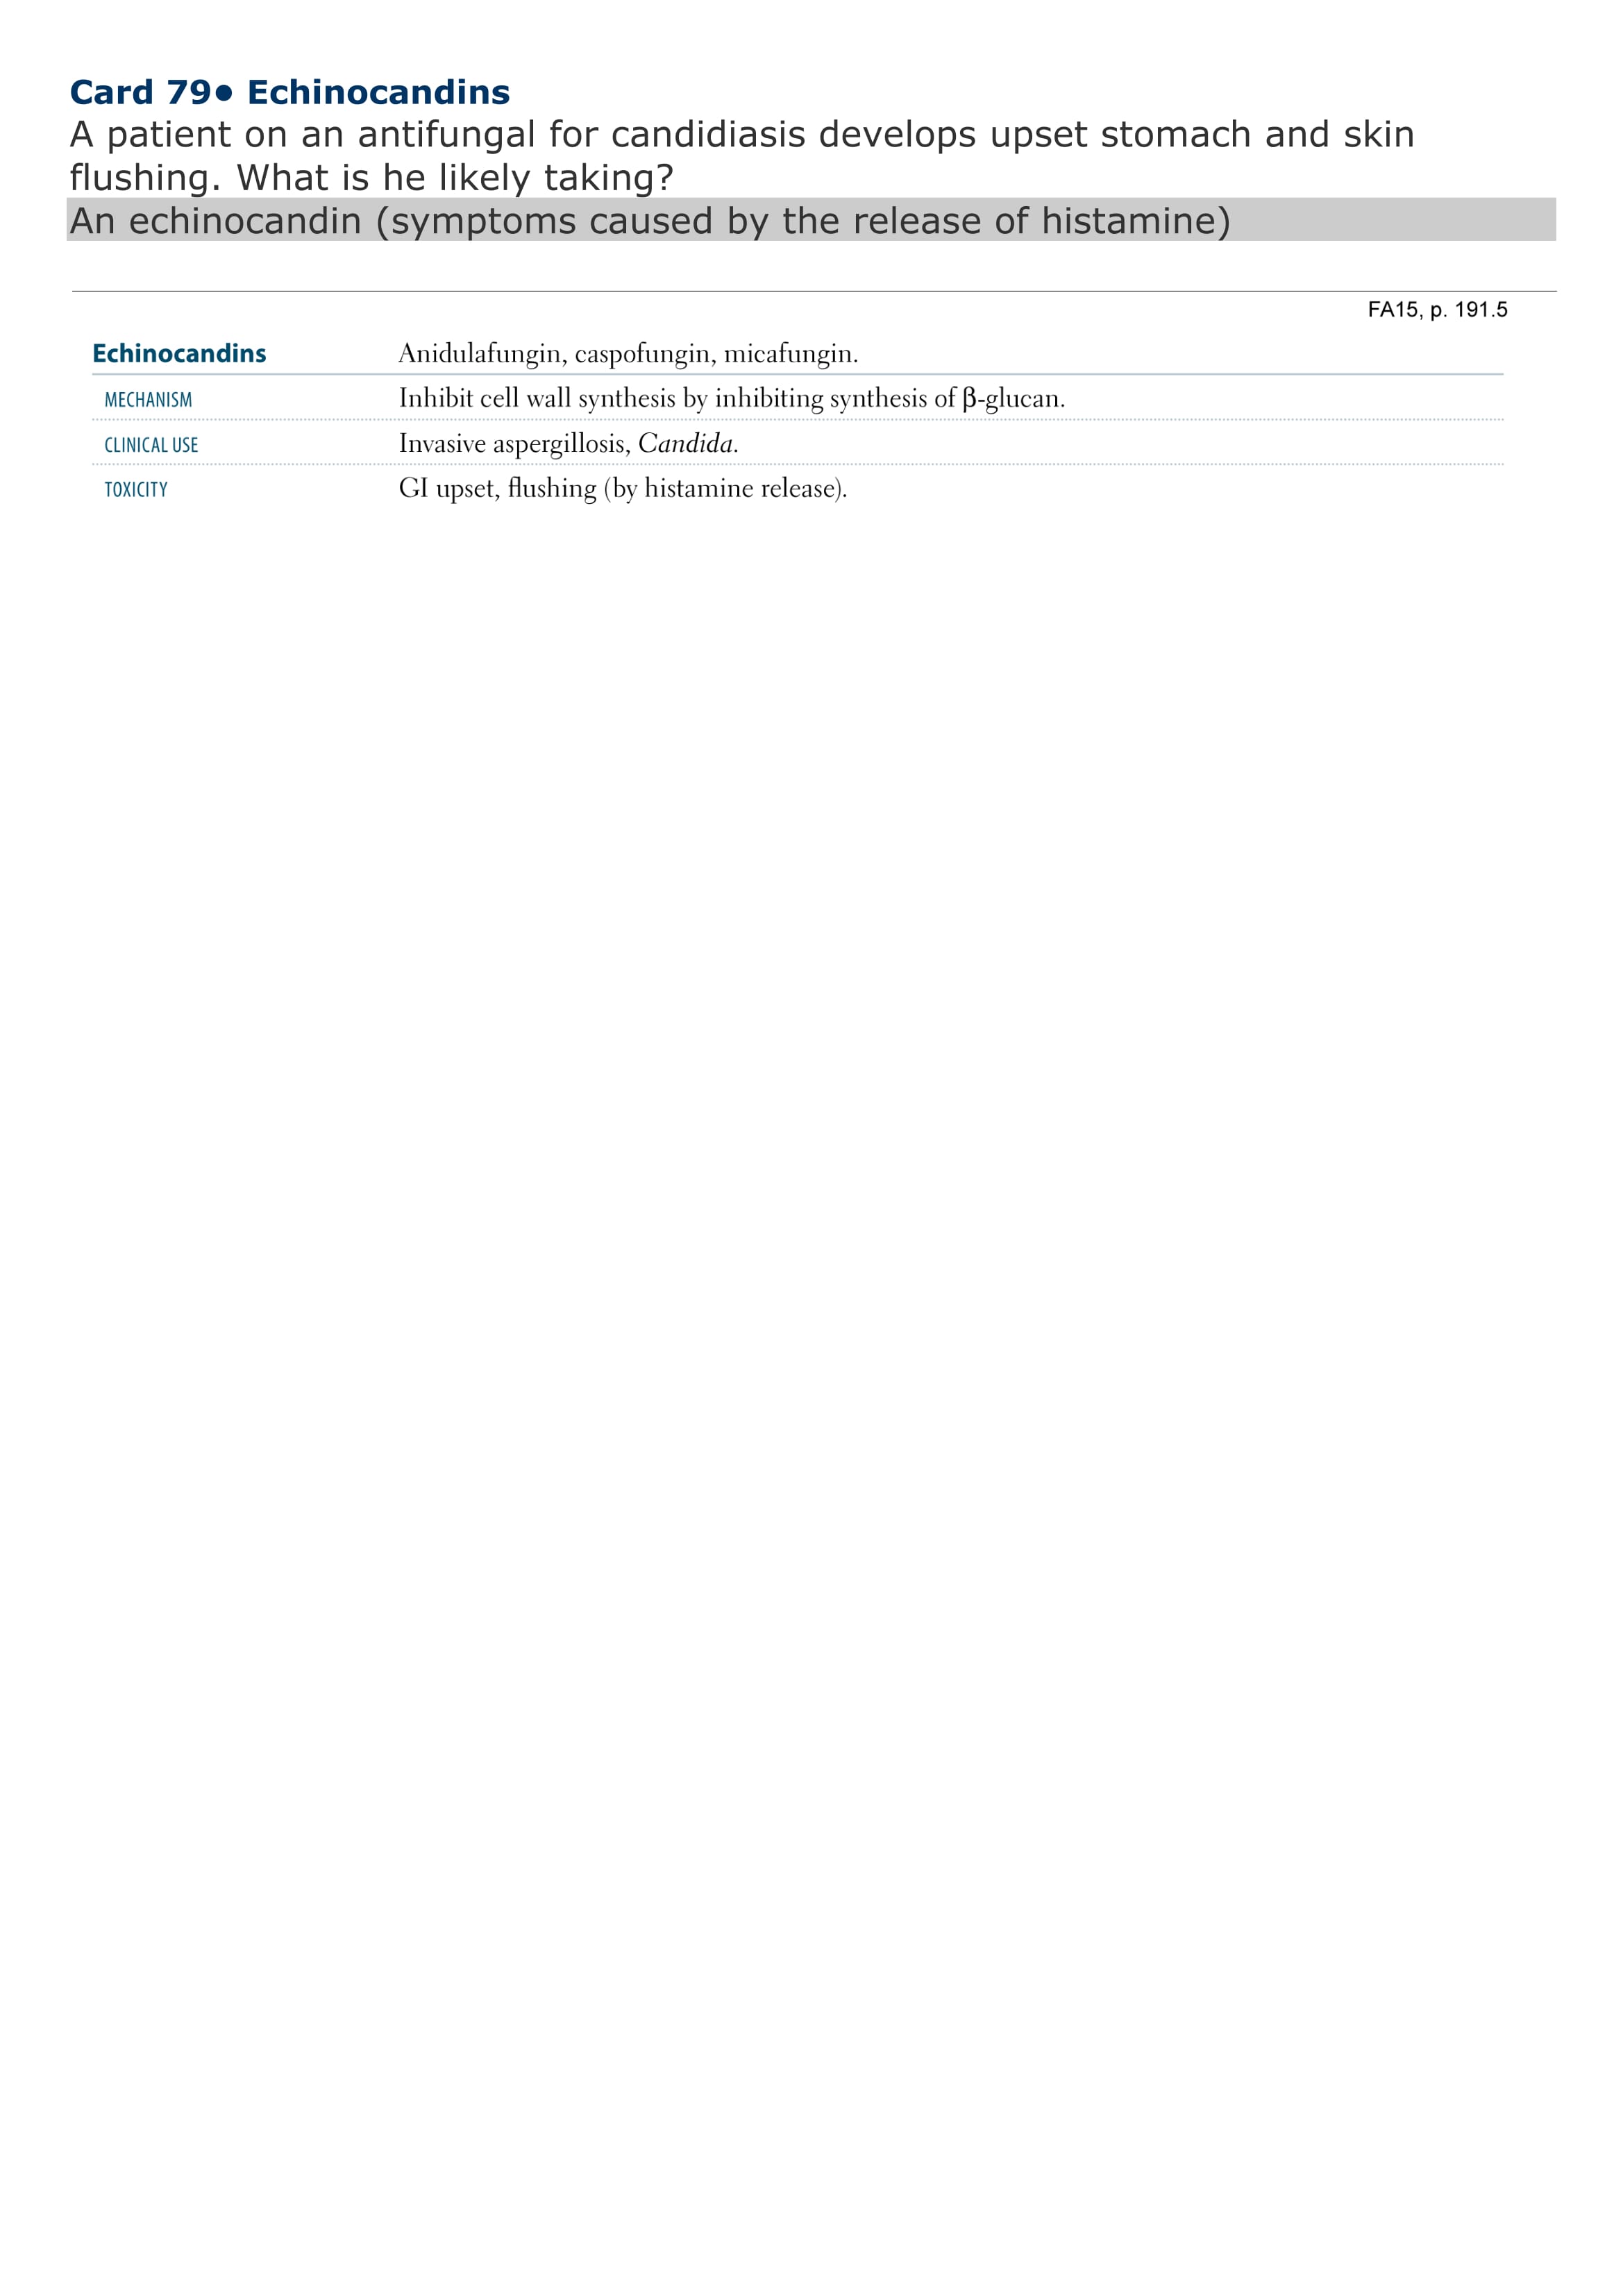 Card 79● Echinocandins
A patient on an antifungal for candidiasis develops upset stomach and skin
flushing. What is he likely taking?
An echinocandin (symptoms caused by the release of histamine)
FA15, p. 191.5
Echinocandins Anidulafungin, caspofungin, micafungin.
MECHANISM Inhibit cell wall synthesis by inhibiting synthesis of β-glucan.
CLINICAL USE Invasive aspergillosis, Candida.
TOXICITY GI upset, flushing (by histamine release).